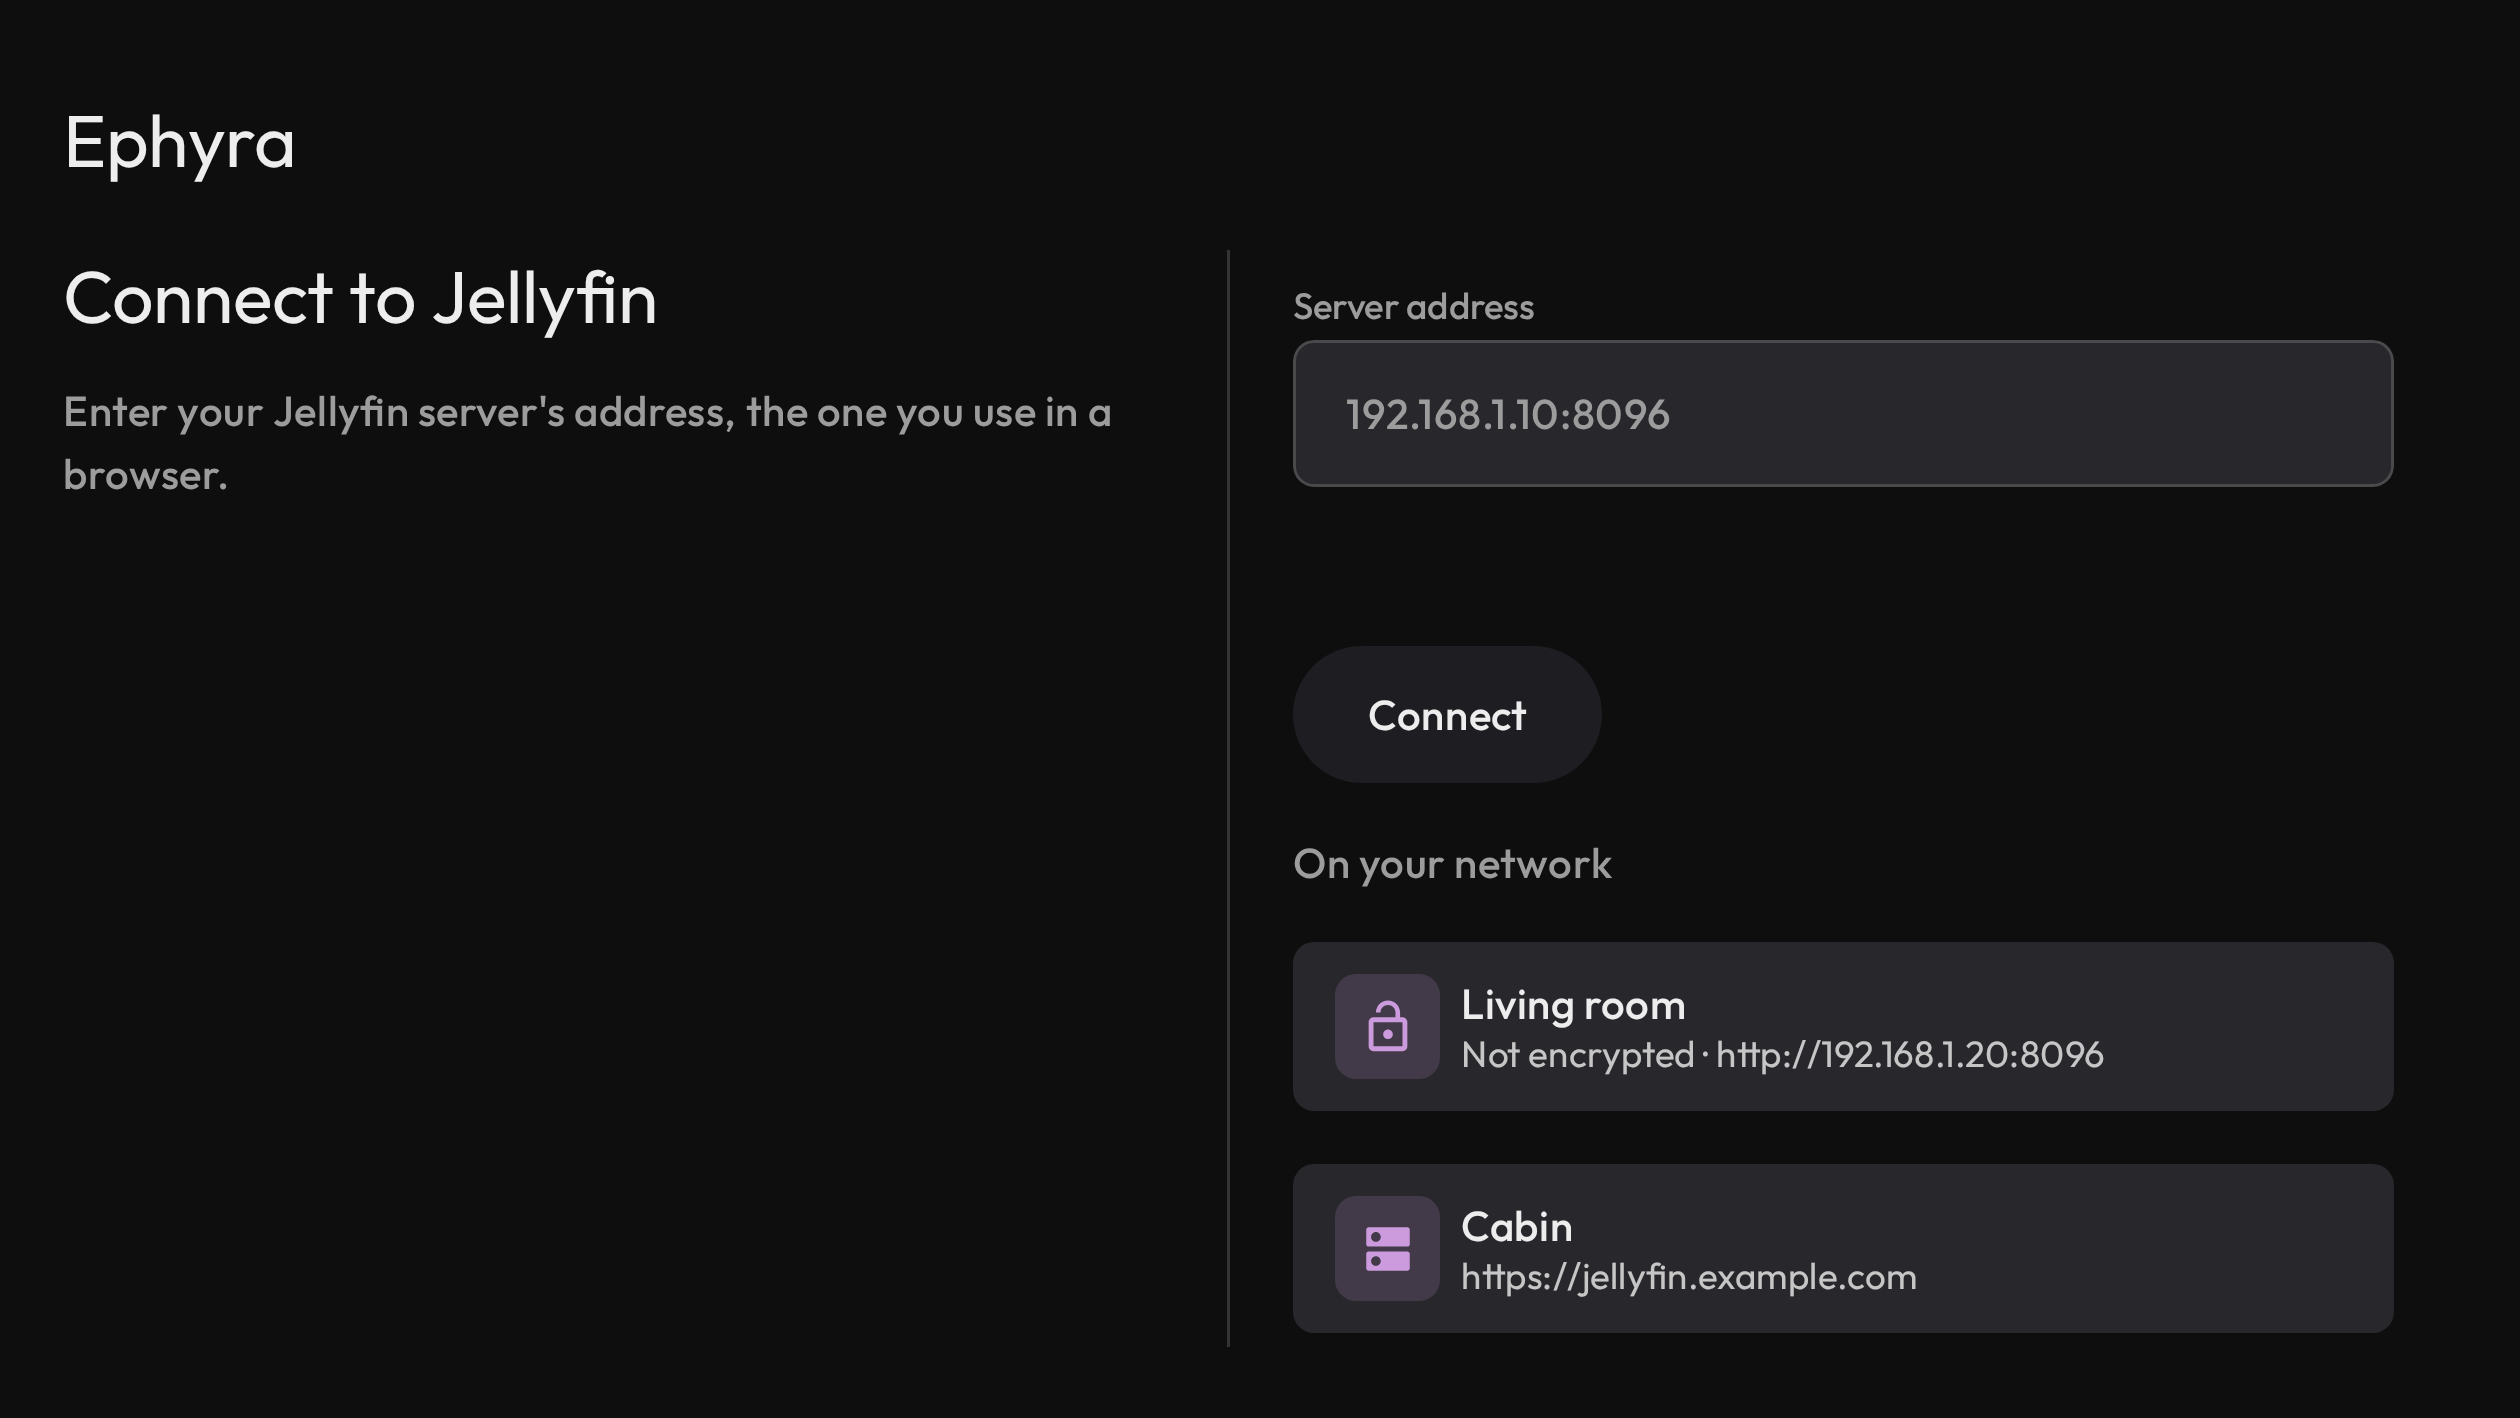 Ephyra
Connect to Jellyfin
Enter your Jellyfin server's address, the one you use in a
browser.
Server address
192.168.1.10:8096
Connect
On your network
Living room
Not encrypted · http://192.168.1.20:8096
Cabin
https://jellyfin.example.com